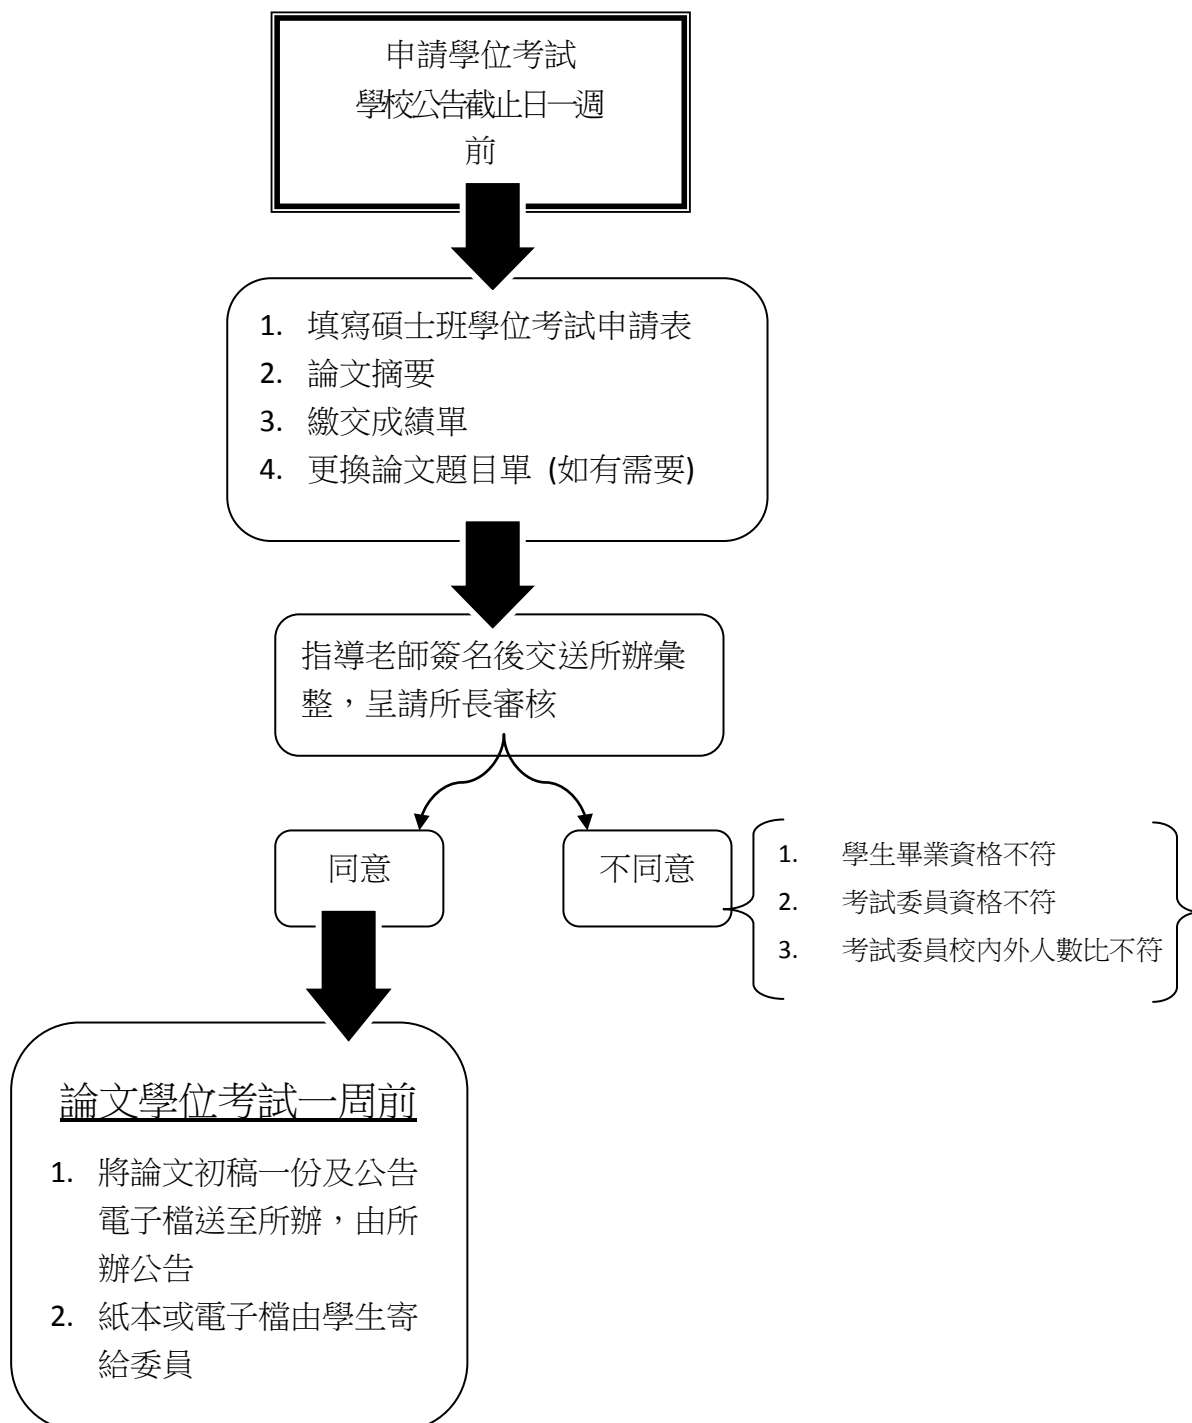 申請學位考試
學校公告截止日一週
前
1. 填寫碩士班學位考試申請表
2. 論文摘要
3. 繳交成績單
4. 更換論文題目單 (如有需要)
指導老師簽名後交送所辦彙
整，呈請所長審核
同意
不同意
1. 學生畢業資格不符
2. 考試委員資格不符
3. 考試委員校內外人數比不符
論文學位考試一周前
1. 將論文初稿一份及公告
電子檔送至所辦，由所
辦公告
2. 紙本或電子檔由學生寄
給委員